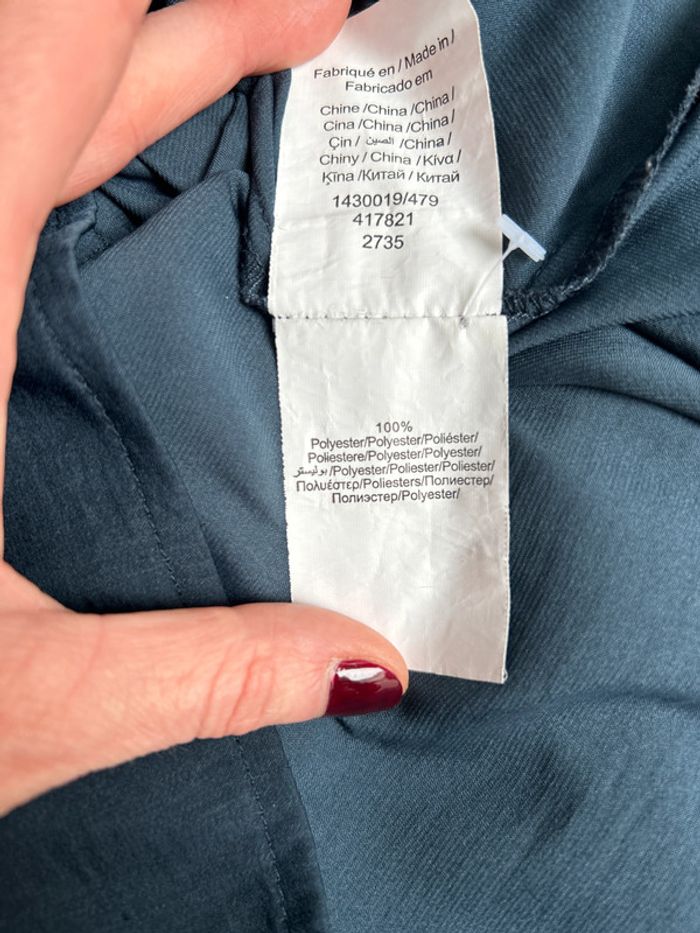 Fabriqué en / Made in /
Fabricado em
Chine /China /China /
Cina /China /China /
Çin / الصين /China /
Chiny / China /Κίνα /
Ķīna /Китай / Китай
1430019/479
417821
2735
100%
Polyester/Polyester/Poliéster/
Poliestere/Polyester/Polyester/
بوليستر/Polyester/Poliester/Poliester/
Πολυέστερ/Poliesters/Полиестер/
Полиэстер/Polyester/